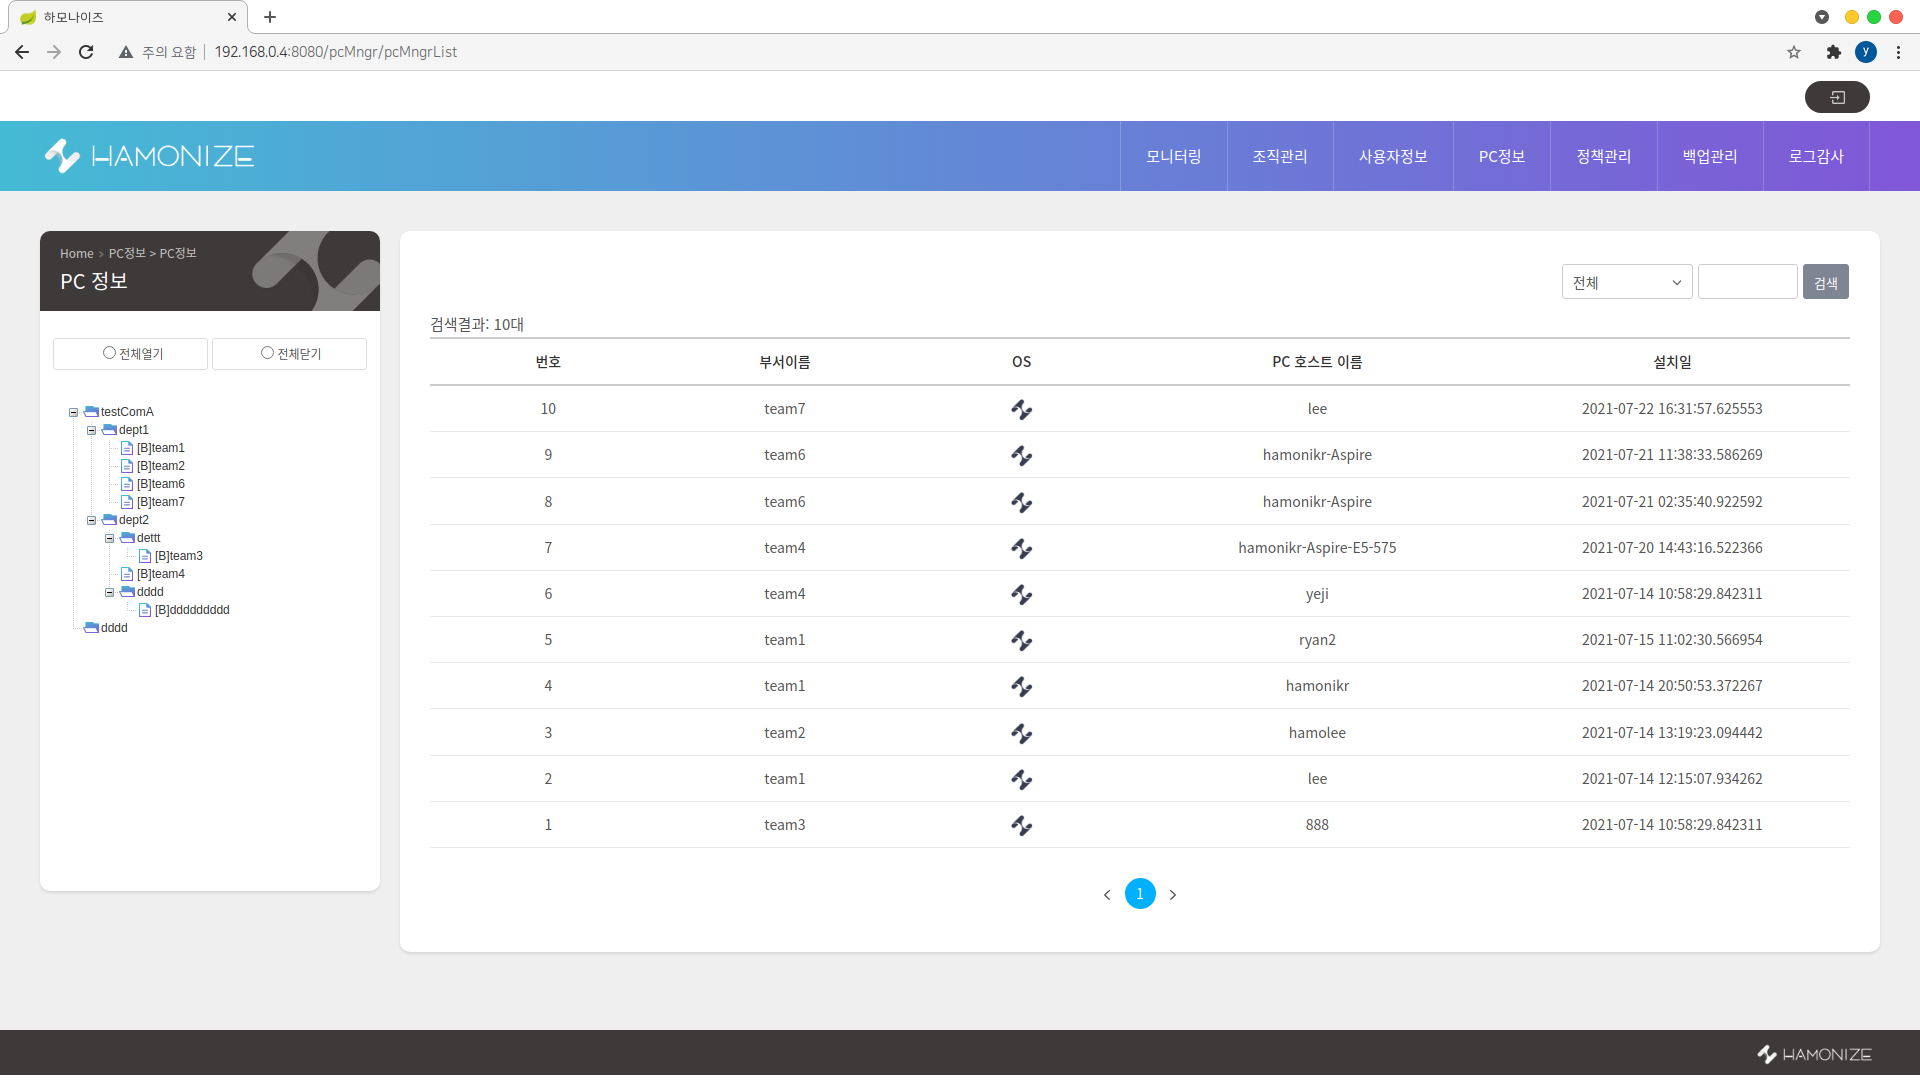 하모나이즈
주의 요함 192.168.0.4:8080/pcMngr/pcMngrList
y
HAMONIZE
모니터링 조직관리 사용자정보 PC정보 정책관리 백업관리 로그감사
Home > PC정보 > PC정보
PC 정보
전체열기 전체닫기
testComA
dept1
[B]team1
[B]team2
[B]team6
[B]team7
dept2
dettt
[B]team3
[B]team4
dddd
[B]ddddddddd
dddd
전체 검색
검색결과: 10대
번호 부서이름 OS PC 호스트 이름 설치일
10 team7 lee 2021-07-22 16:31:57.625553
9 team6 hamonikr-Aspire 2021-07-21 11:38:33.586269
8 team6 hamonikr-Aspire 2021-07-21 02:35:40.922592
7 team4 hamonikr-Aspire-E5-575 2021-07-20 14:43:16.522366
6 team4 yeji 2021-07-14 10:58:29.842311
5 team1 ryan2 2021-07-15 11:02:30.566954
4 team1 hamonikr 2021-07-14 20:50:53.372267
3 team2 hamolee 2021-07-14 13:19:23.094442
2 team1 lee 2021-07-14 12:15:07.934262
1 team3 888 2021-07-14 10:58:29.842311
1
HAMONIZE